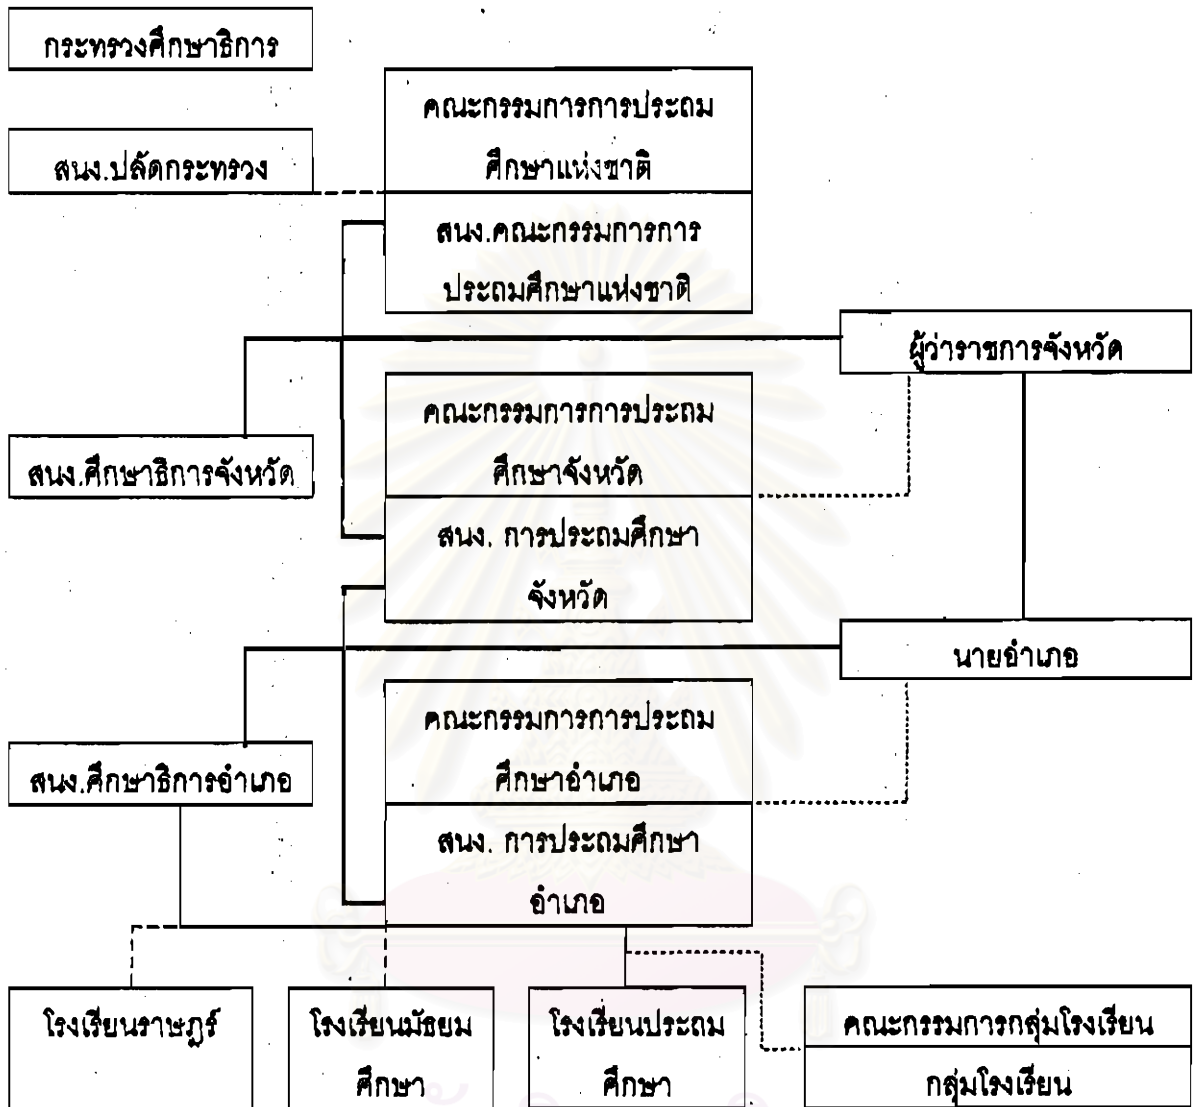 กระทรวงศึกษาธิการ
คณะกรรมการการประถม
ศึกษาแห่งชาติ
สนง.ปลัดกระทรวง
สนง.คณะกรรมการการ
ประถมศึกษาแห่งชาติ
ผู้ว่าราชการจังหวัด
คณะกรรมการการประถม
ศึกษาจังหวัด
สนง.ศึกษาธิการจังหวัด
สนง. การประถมศึกษา
จังหวัด
นายอำเภอ
คณะกรรมการการประถม
ศึกษาอำเภอ
สนง.ศึกษาธิการอำเภอ
สนง. การประถมศึกษา
อำเภอ
โรงเรียนราษฎร์
โรงเรียนมัธยม
ศึกษา
โรงเรียนประถม
ศึกษา
คณะกรรมการกลุ่มโรงเรียน
กลุ่มโรงเรียน